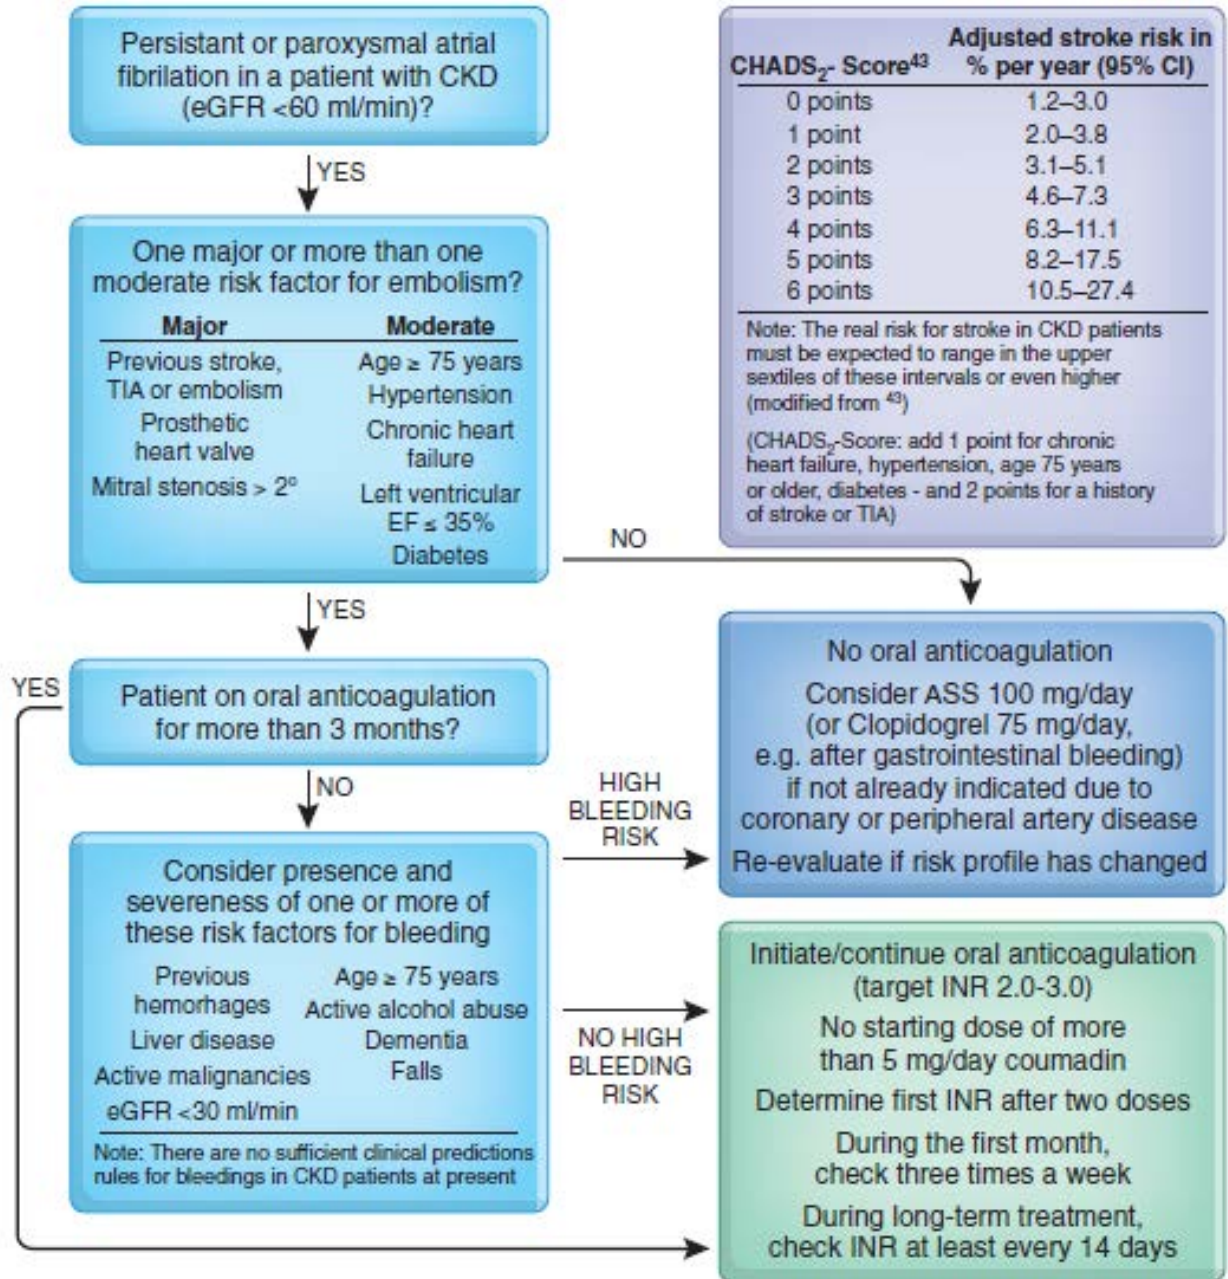 Persistant or paroxysmal atrial
fibrilation in a patient with CKD
(eGFR <60 ml/min)?
YES
One major or more than one
moderate risk factor for embolism?
Major Moderate
Previous stroke, Age ≥ 75 years
TIA or embolism Hypertension
Prosthetic Chronic heart
heart valve failure
Mitral stenosis > 2° Left ventricular
EF ≤ 35%
Diabetes
NO
YES
YES
Patient on oral anticoagulation
for more than 3 months?
NO
HIGH
BLEEDING
RISK
Consider presence and
severeness of one or more of
these risk factors for bleeding
Previous Age ≥ 75 years
hemorrhages Active alcohol abuse
Liver disease Dementia
Active malignancies Falls
eGFR <30 ml/min
Note: There are no sufficient clinical predictions
rules for bleedings in CKD patients at present
NO HIGH
BLEEDING
RISK
CHADS₂- Score⁴³ Adjusted stroke risk in
% per year (95% CI)
0 points 1.2–3.0
1 point 2.0–3.8
2 points 3.1–5.1
3 points 4.6–7.3
4 points 6.3–11.1
5 points 8.2–17.5
6 points 10.5–27.4
Note: The real risk for stroke in CKD patients
must be expected to range in the upper
sextiles of these intervals or even higher
(modified from ⁴³)
(CHADS₂-Score: add 1 point for chronic
heart failure, hypertension, age 75 years
or older, diabetes - and 2 points for a history
of stroke or TIA)
No oral anticoagulation
Consider ASS 100 mg/day
(or Clopidogrel 75 mg/day,
e.g. after gastrointestinal bleeding)
if not already indicated due to
coronary or peripheral artery disease
Re-evaluate if risk profile has changed
Initiate/continue oral anticoagulation
(target INR 2.0-3.0)
No starting dose of more
than 5 mg/day coumadin
Determine first INR after two doses
During the first month,
check three times a week
During long-term treatment,
check INR at least every 14 days